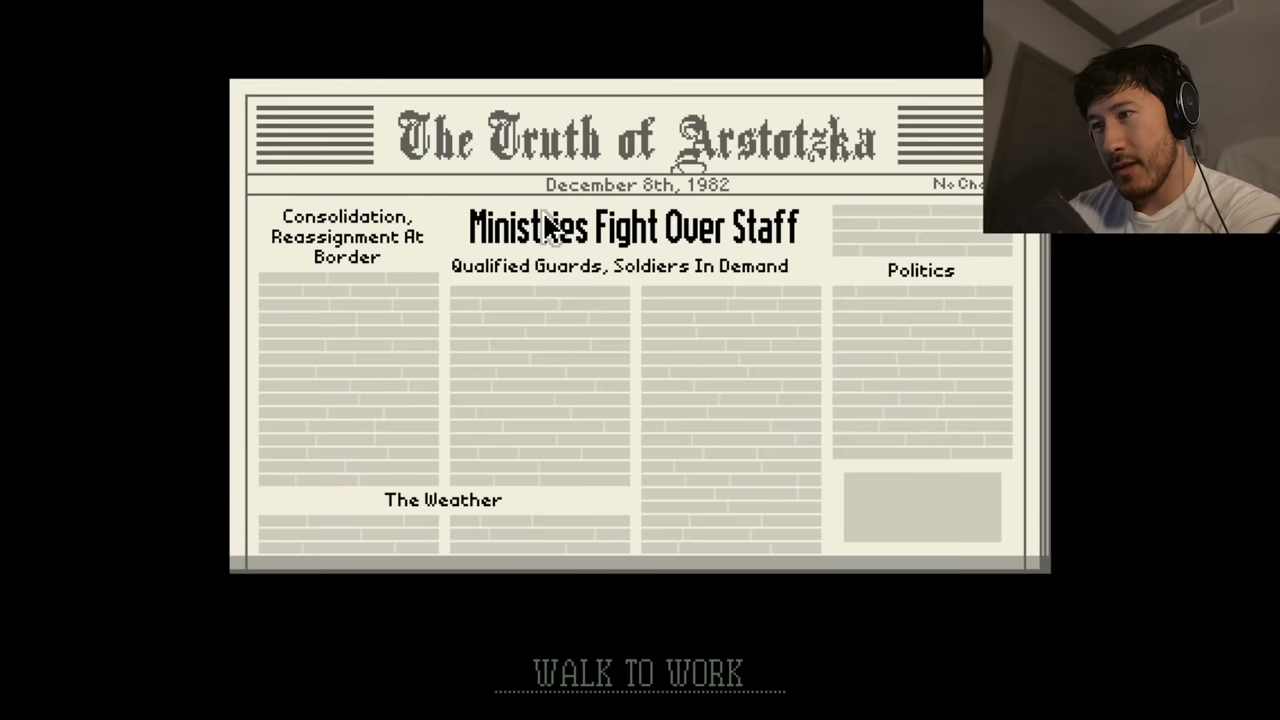 The Truth of Arstotzka
December 8th, 1982
Consolidation,
Reassignment At
Border
Ministries Fight Over Staff
Qualified Guards, Soldiers In Demand
Politics
The Weather
WALK TO WORK